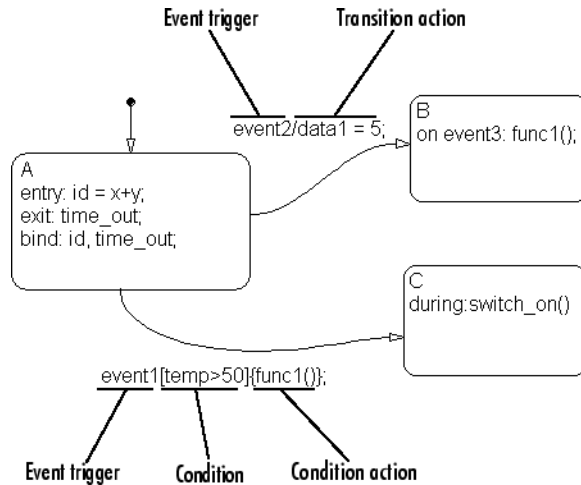 Event trigger Transition action
event2/data1 = 5;
B
on event3: func1();
A
entry: id = x+y;
exit: time_out;
bind: id, time_out;
C
during:switch_on()
event1[temp>50]{func1()};
Event trigger Condition Condition action